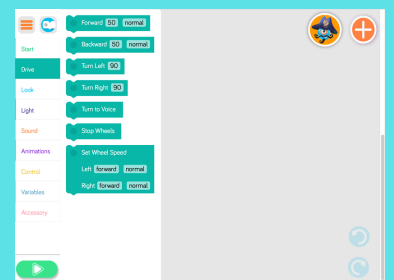 Start
Drive
Look
Light
Sound
Animations
Control
Variables
Accessory
Forward 50 normal
Backward 50 normal
Turn Left 90
Turn Right 90
Turn to Voice
Stop Wheels
Set Wheel Speed
Left forward normal
Right forward normal